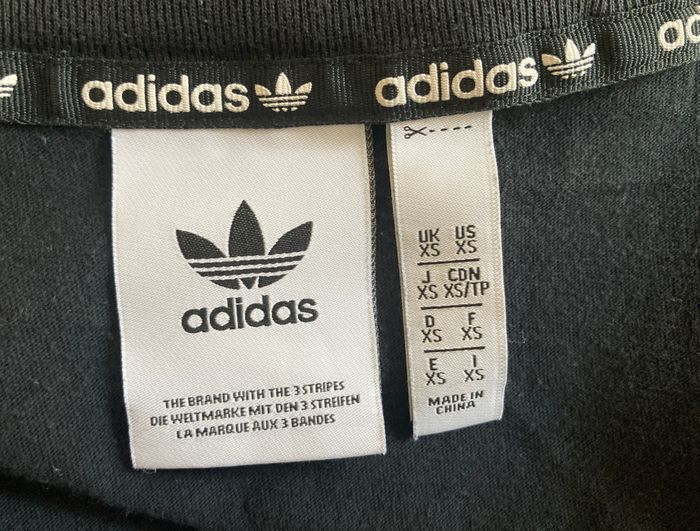 adidas
adidas
ad
adidas
THE BRAND WITH THE 3 STRIPES
DIE WELTMARKE MIT DEN 3 STREIFEN
LA MARQUE AUX 3 BANDES
UK US
XS XS
J CDN
XS XS/TP
D F
XS XS
E I
XS XS
MADE IN
CHINA